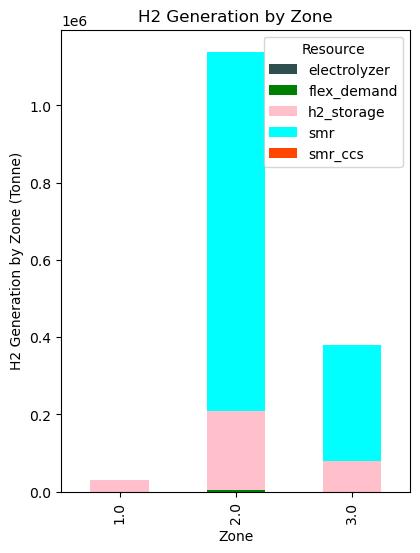 H2 Generation by Zone
1e6
Resource
electrolyzer
flex_demand
h2_storage
smr
smr_ccs
H2 Generation by Zone (Tonne)
1.0
0.8
0.6
0.4
0.2
0.0
1.0
2.0
3.0
Zone